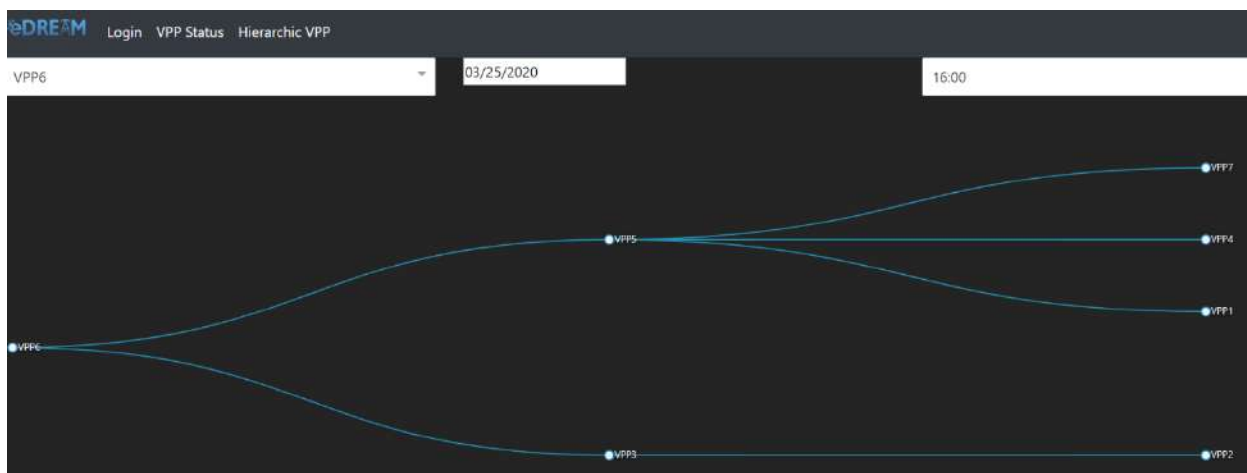 eDREAM Login VPP Status Hierarchic VPP
VPP6 03/25/2020 16:00
VPP7
VPP5 VPP4
VPP1
VPP6
VPP3 VPP2